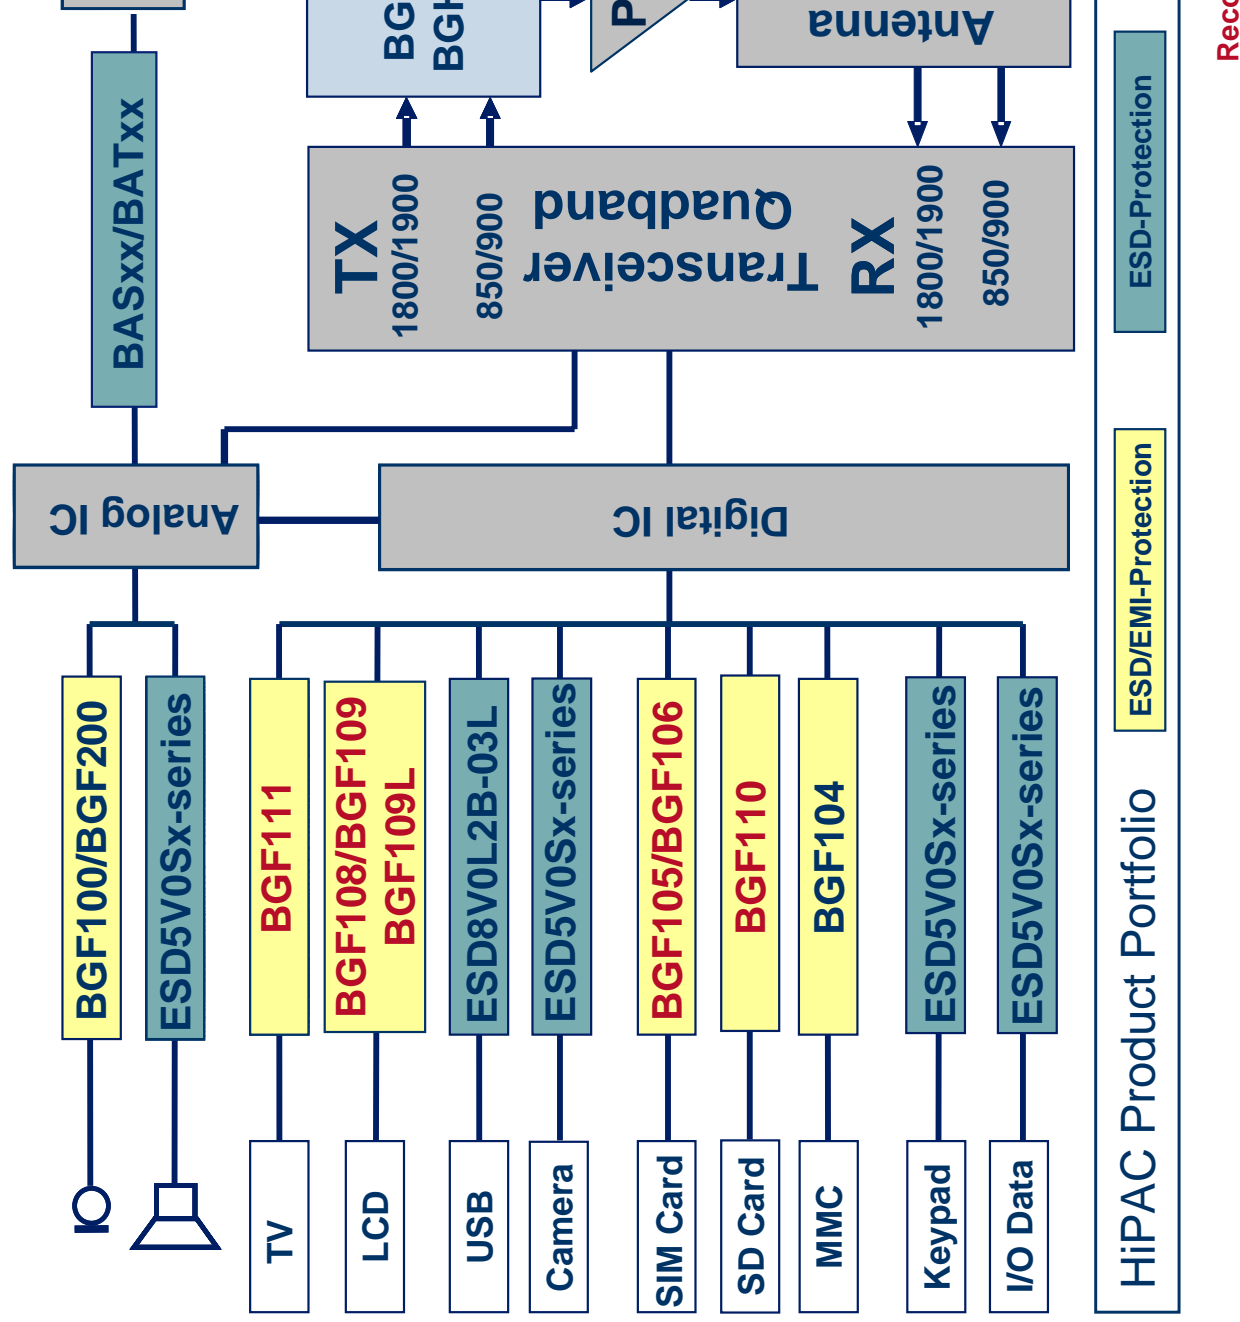 BG
BGF
P
Antenna
BASxx/BATxx
TX
1800/1900
850/900
Transceiver
Quadband
RX
1800/1900
850/900
Analog IC
Digital IC
BGF100/BGF200
ESD5V0Sx-series
BGF111
BGF108/BGF109
BGF109L
ESD8V0L2B-03L
ESD5V0Sx-series
BGF105/BGF106
BGF110
BGF104
ESD5V0Sx-series
ESD5V0Sx-series
TV
LCD
USB
Camera
SIM Card
SD Card
MMC
Keypad
I/O Data
HiPAC Product Portfolio
ESD/EMI-Protection
ESD-Protection
Reco